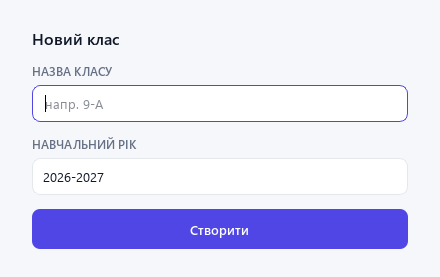 Новий клас
НАЗВА КЛАСУ
напр. 9-А
НАВЧАЛЬНИЙ РІК
2026-2027
Створити